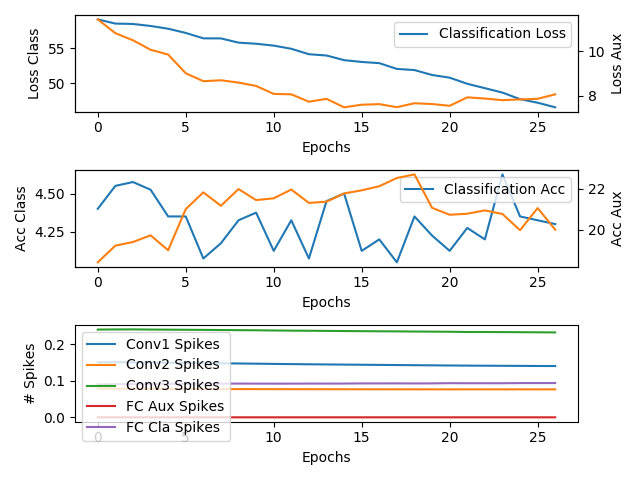 Classification Loss
Loss Class
55
50
10
8
Loss Aux
0 5 10 15 20 25
Epochs
Classification Acc
Acc Class
4.50
4.25
22
20
Acc Aux
0 5 10 15 20 25
Epochs
# Spikes
0.2
0.1
0.0
Conv1 Spikes
Conv2 Spikes
Conv3 Spikes
FC Aux Spikes
FC Cla Spikes
0 5 10 15 20 25
Epochs